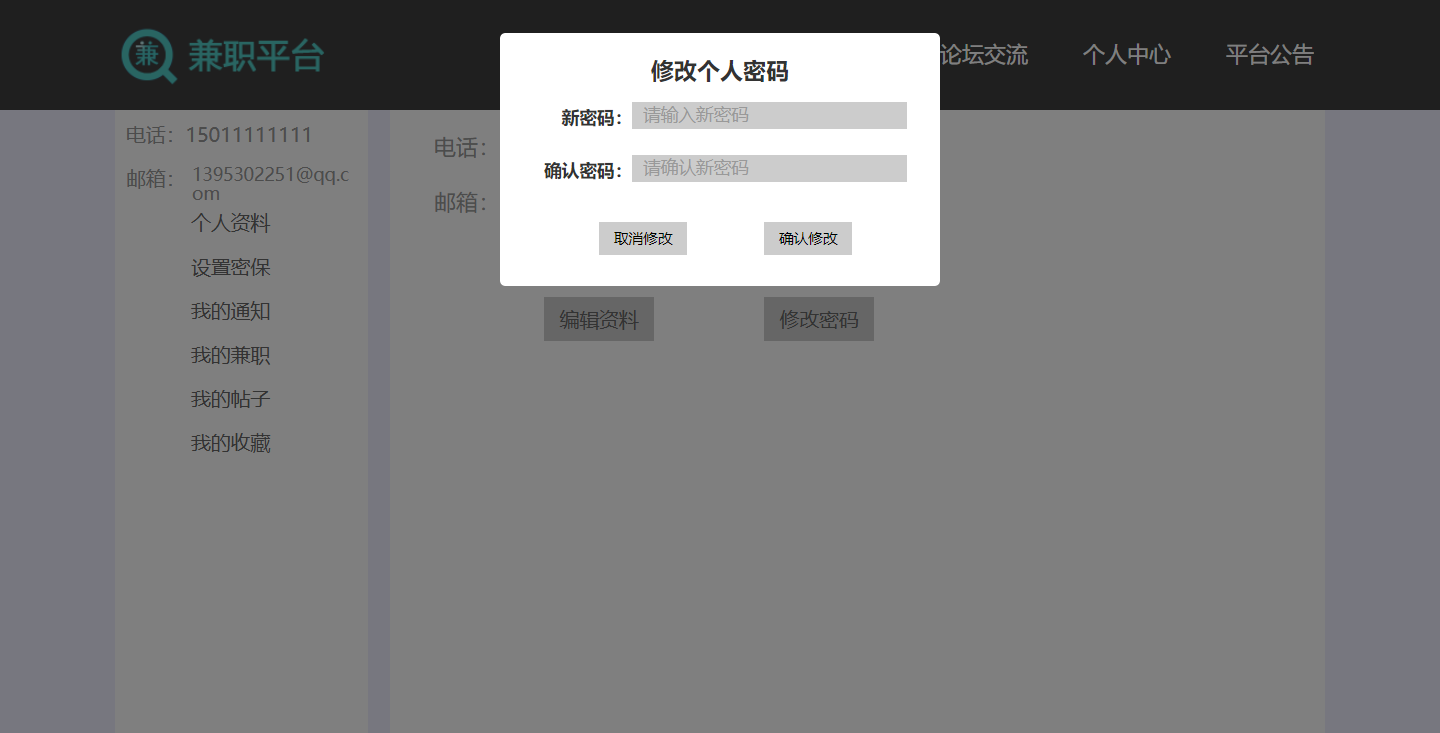 兼 兼职平台
论坛交流 个人中心 平台公告
修改个人密码
新密码： 请输入新密码
确认密码： 请确认新密码
取消修改 确认修改
电话：15011111111
邮箱： 1395302251@qq.c
om
个人资料
设置密保
我的通知
我的兼职
我的帖子
我的收藏
电话：
邮箱：
编辑资料 修改密码